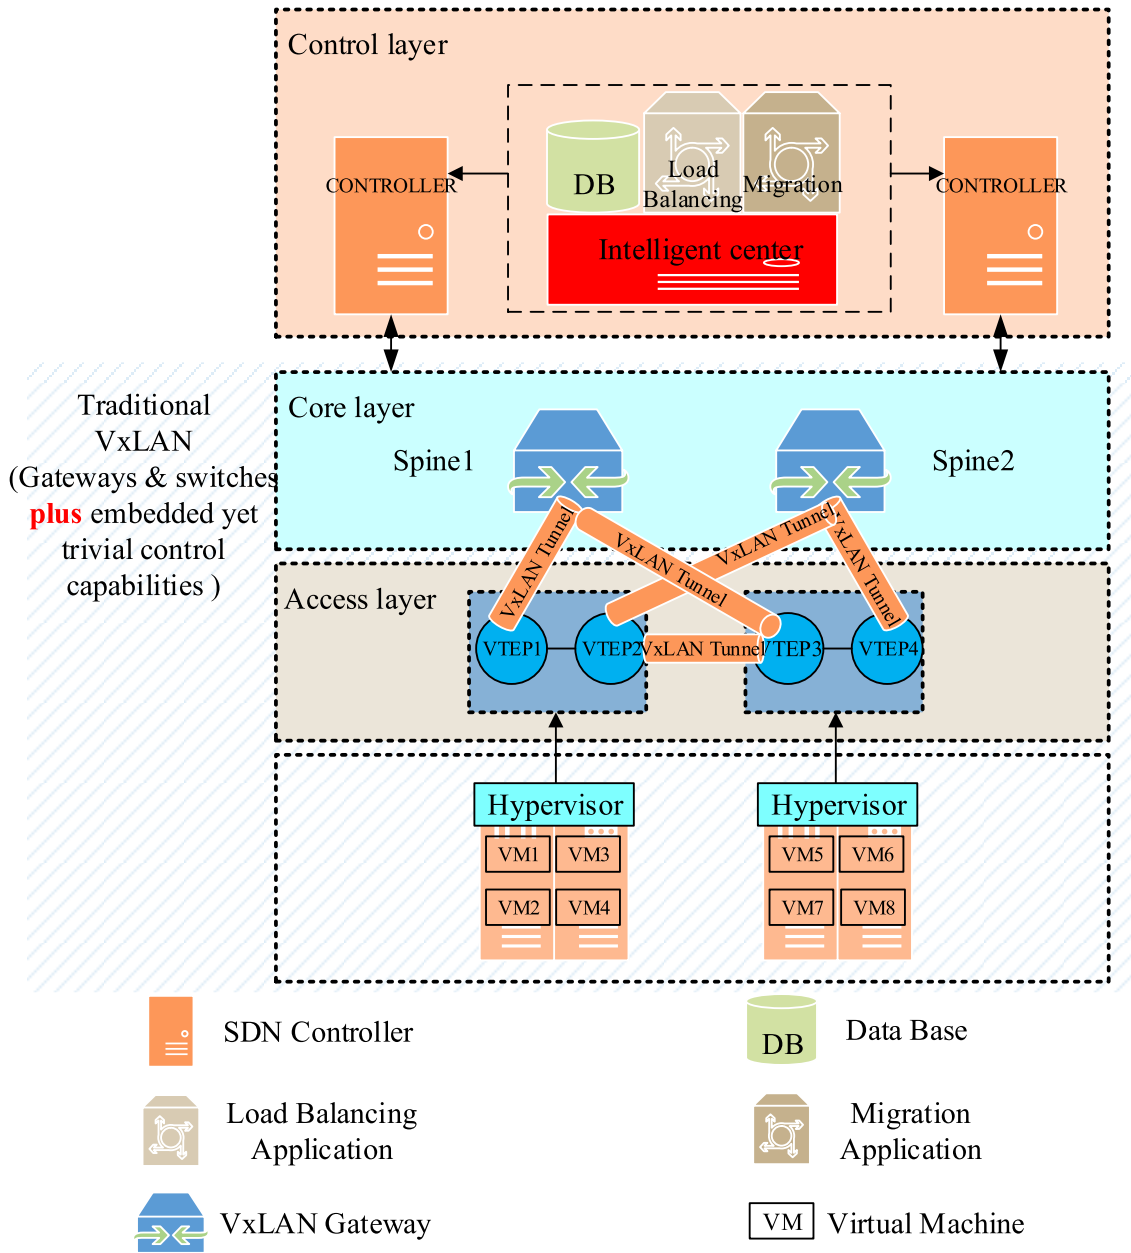 Control layer
CONTROLLER
DB
Load
Balancing
Migration
CONTROLLER
Intelligent center
Traditional
VxLAN
(Gateways & switches
plus embedded yet
trivial control
capabilities )
Core layer
Spine1
Spine2
VxLAN Tunnel
VxLAN Tunnel
VxLAN Tunnel
VxLAN Tunnel
Access layer
VTEP1
VTEP2
VxLAN Tunnel
VTEP3
VTEP4
Hypervisor
Hypervisor
VM1
VM3
VM5
VM6
VM2
VM4
VM7
VM8
SDN Controller
DB
Data Base
Load Balancing
Application
Migration
Application
VxLAN Gateway
VM
Virtual Machine